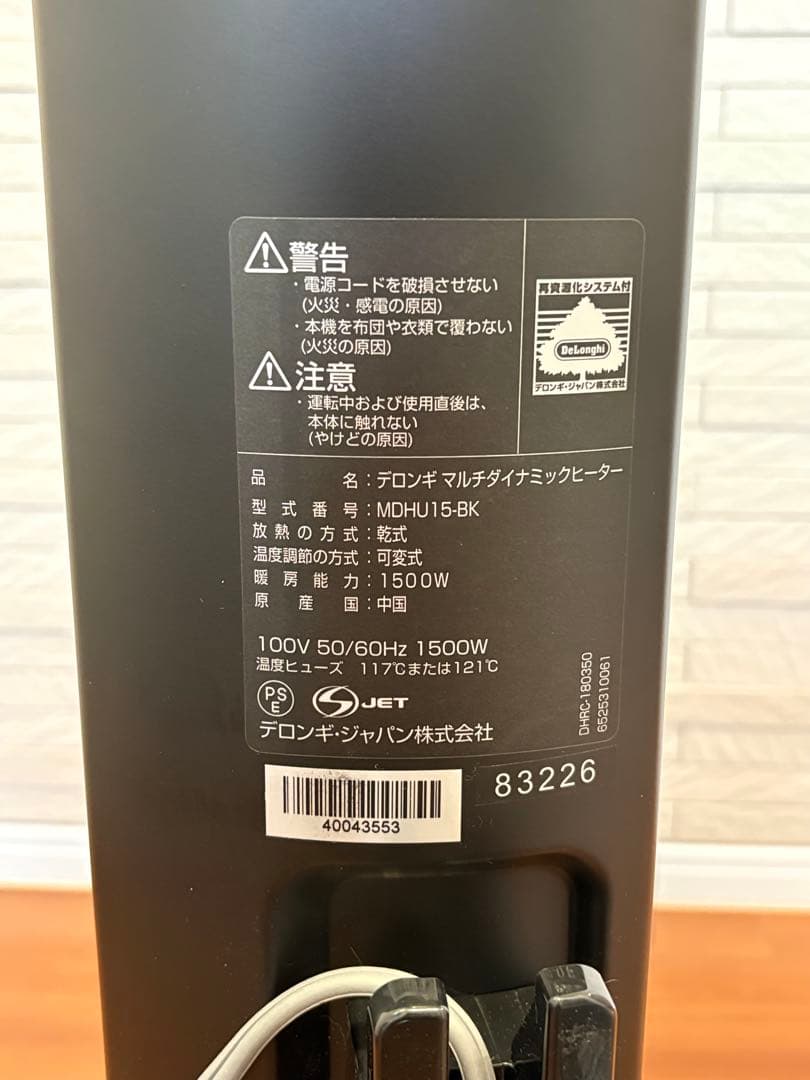 警告
・電源コードを破損させない
(火災・感電の原因)
・本機を布団や衣類で覆わない
(火災の原因)
注意
・運転中および使用直後は、
本体に触れない
(やけどの原因)
再資源化システム付
DeLonghi
デロンギ・ジャパン株式会社
品名：デロンギ マルチダイナミックヒーター
型式番号：MDHU15-BK
放熱の方式：乾式
温度調節の方式：可変式
暖房能力：1500W
原産国：中国
100V 50/60Hz 1500W
温度ヒューズ 117℃または121℃
PS
E
S JET
デロンギ・ジャパン株式会社
DHRC-180350
6525310061
83226
40043553